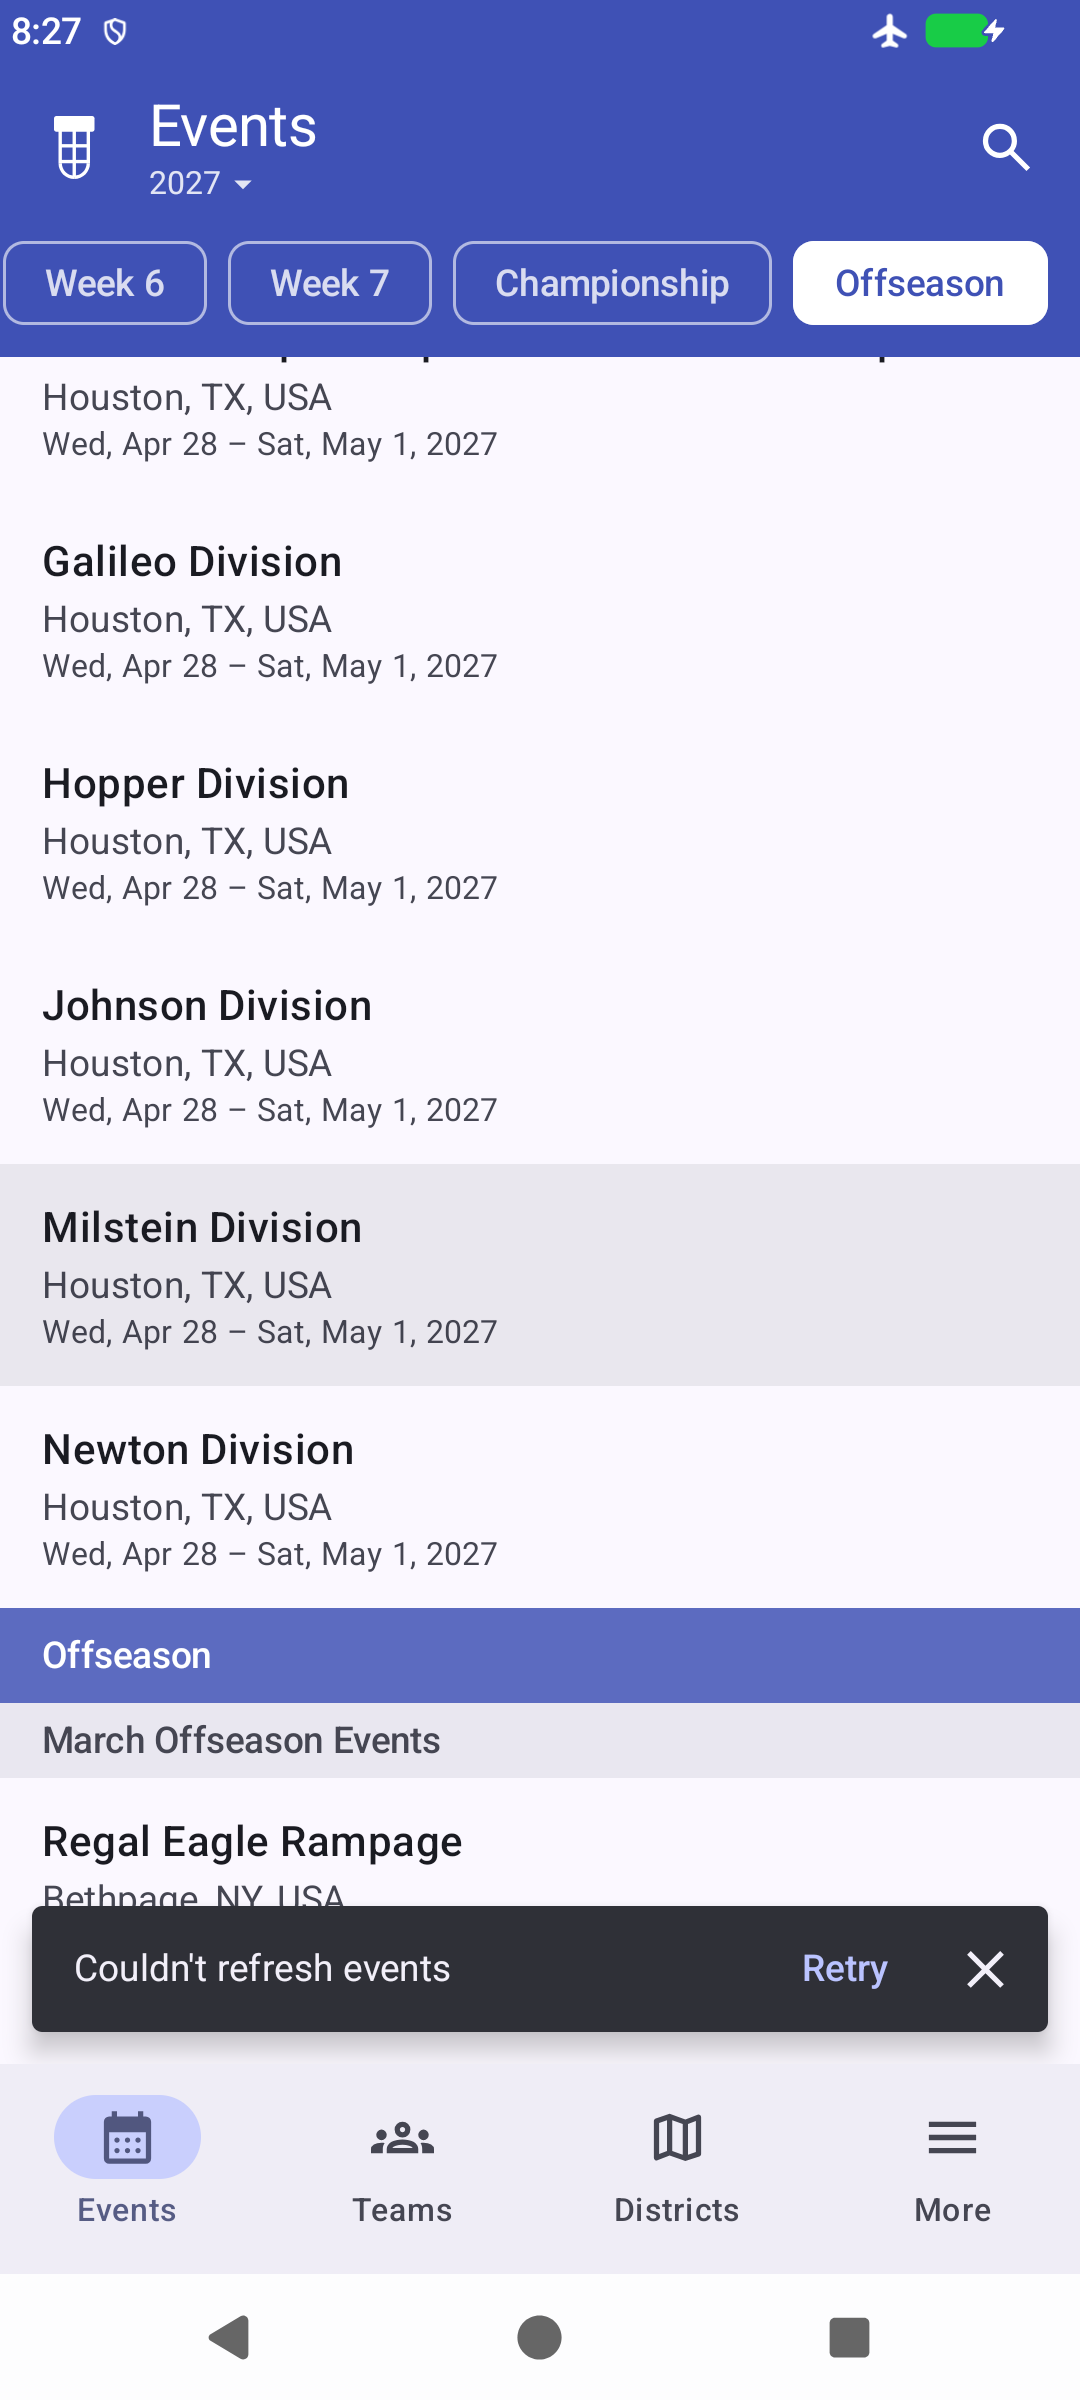 8:27
Events
2027
Week 6
Week 7
Championship
Offseason
Houston, TX, USA
Wed, Apr 28 – Sat, May 1, 2027
Galileo Division
Houston, TX, USA
Wed, Apr 28 – Sat, May 1, 2027
Hopper Division
Houston, TX, USA
Wed, Apr 28 – Sat, May 1, 2027
Johnson Division
Houston, TX, USA
Wed, Apr 28 – Sat, May 1, 2027
Milstein Division
Houston, TX, USA
Wed, Apr 28 – Sat, May 1, 2027
Newton Division
Houston, TX, USA
Wed, Apr 28 – Sat, May 1, 2027
Offseason
March Offseason Events
Regal Eagle Rampage
Bethpage, NY, USA
Couldn't refresh events
Retry
Events
Teams
Districts
More